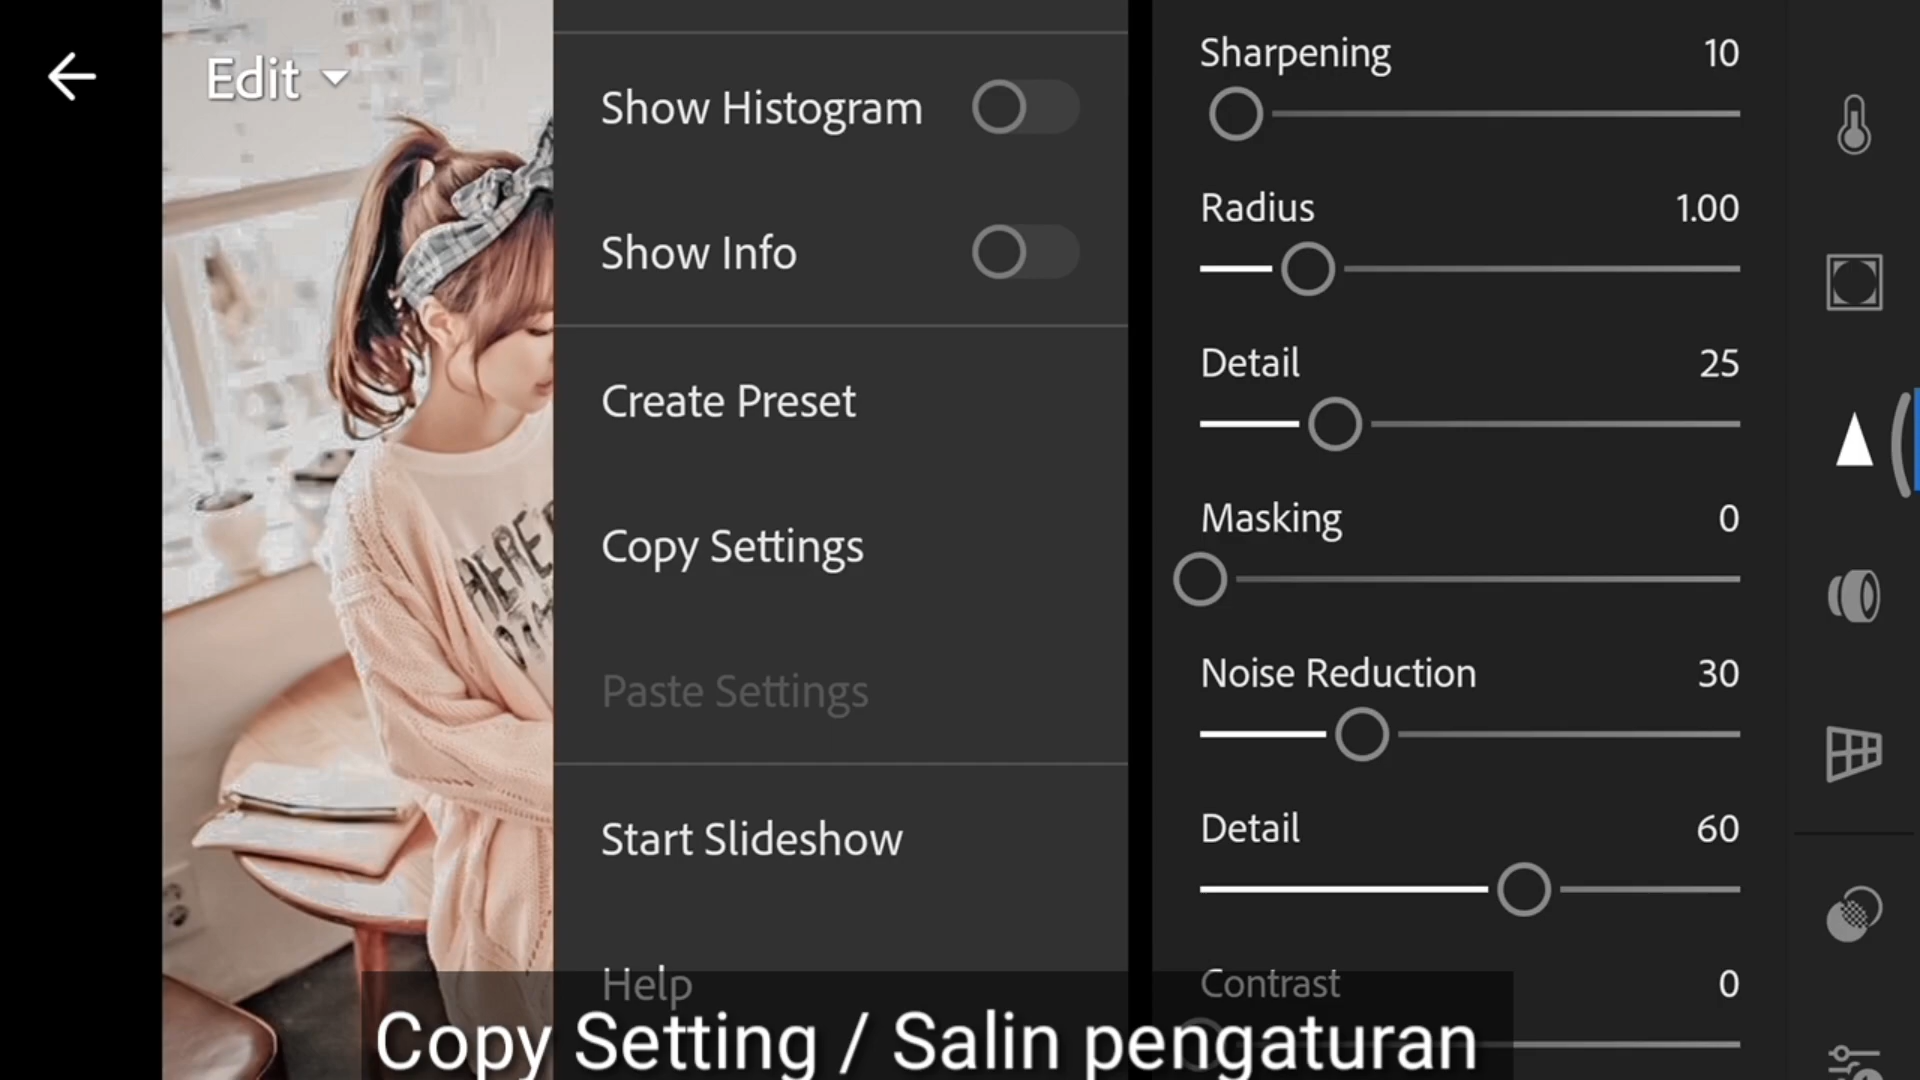 Edit
Show Histogram
Show Info
Create Preset
Copy Settings
Paste Settings
Start Slideshow
Help
Sharpening 10
Radius 1.00
Detail 25
Masking 0
Noise Reduction 30
Detail 60
Contrast 0
Copy Setting / Salin pengaturan